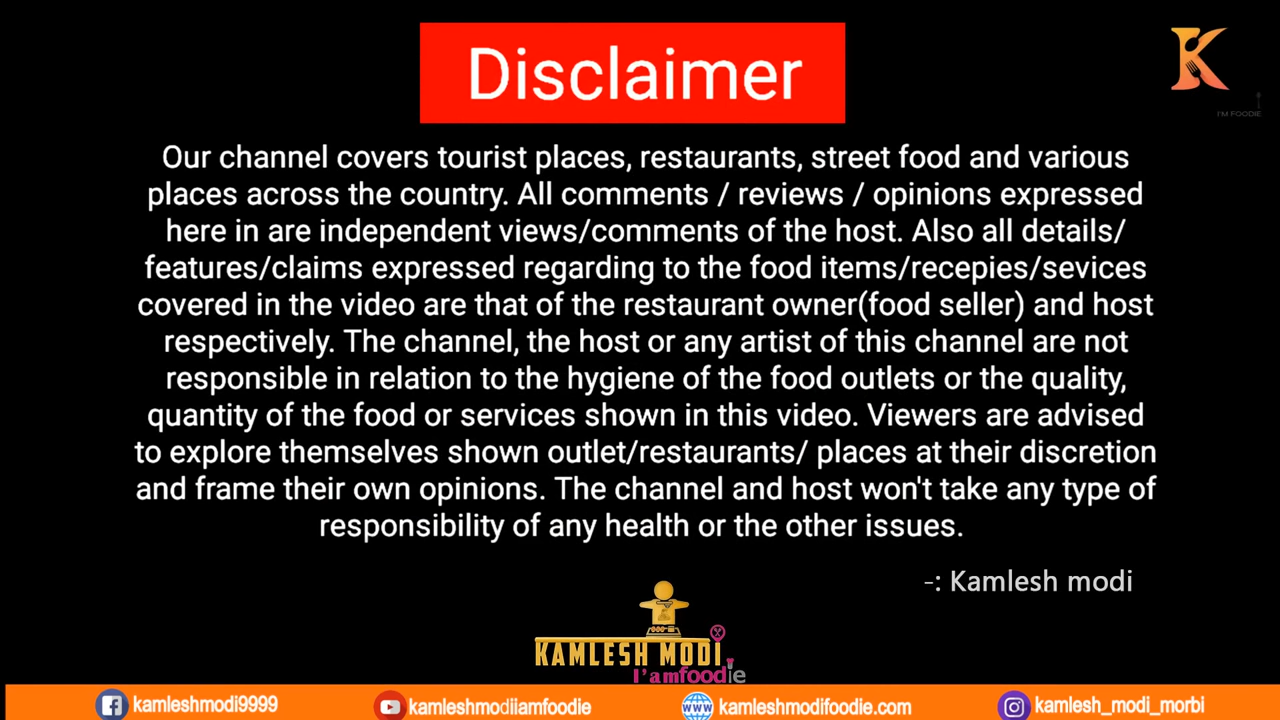 Disclaimer
K
I'M FOODIE
Our channel covers tourist places, restaurants, street food and various
places across the country. All comments / reviews / opinions expressed
here in are independent views/comments of the host. Also all details/
features/claims expressed regarding to the food items/recepies/sevices
covered in the video are that of the restaurant owner(food seller) and host
respectively. The channel, the host or any artist of this channel are not
responsible in relation to the hygiene of the food outlets or the quality,
quantity of the food or services shown in this video. Viewers are advised
to explore themselves shown outlet/restaurants/ places at their discretion
and frame their own opinions. The channel and host won't take any type of
responsibility of any health or the other issues.
-: Kamlesh modi
KAMLESH MODI
I'amfoodie
kamleshmodi9999
kamleshmodiiamfoodie
www
kamleshmodifoodie.com
kamlesh_modi_morbi